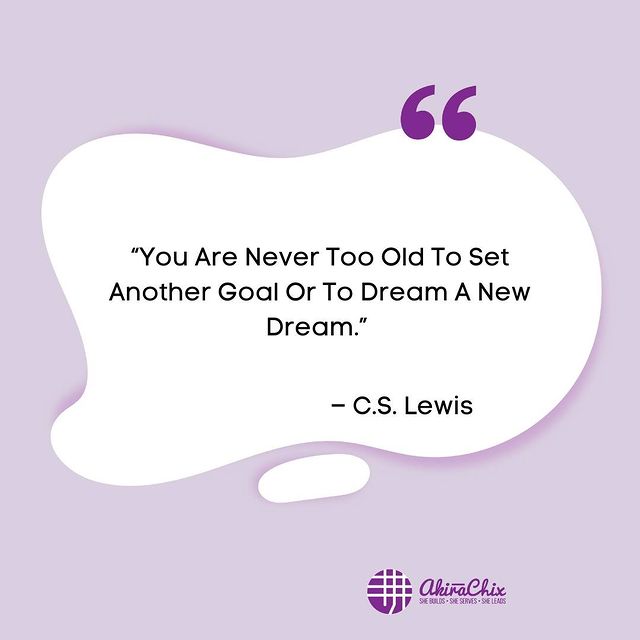 “You Are Never Too Old To Set
Another Goal Or To Dream A New
Dream.”
– C.S. Lewis
AkiraChix
SHE BUILDS • SHE SERVES • SHE LEADS